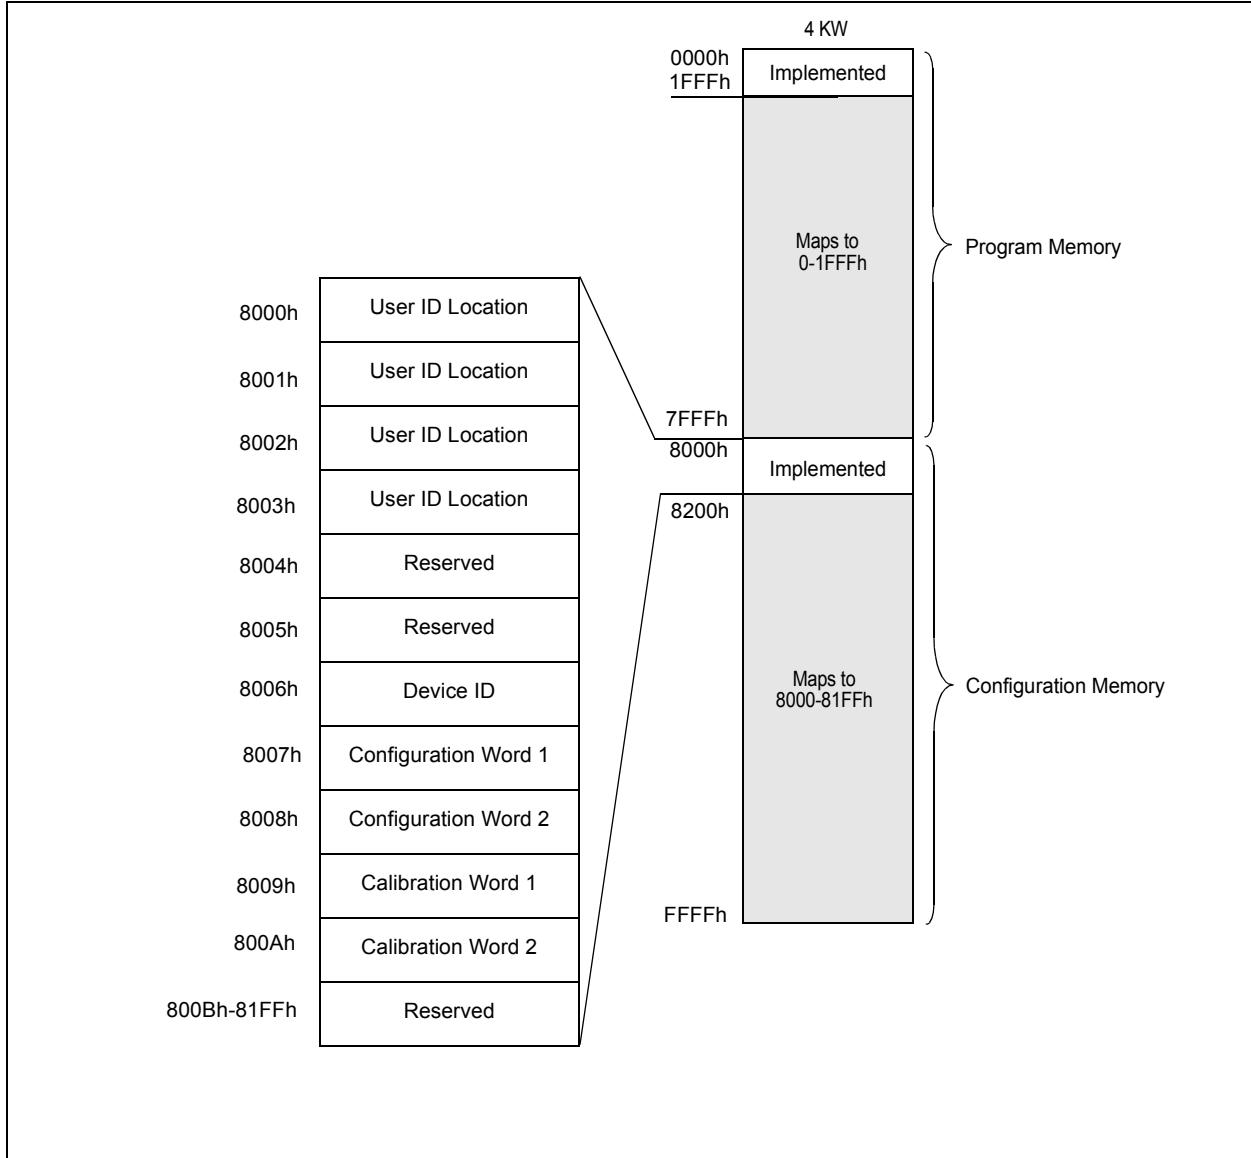 4 KW
0000h
1FFFh
Implemented
Maps to
0-1FFFh
Program Memory
7FFFh
8000h
Implemented
8200h
Maps to
8000-81FFh
Configuration Memory
FFFFh
8000h User ID Location
8001h User ID Location
8002h User ID Location
8003h User ID Location
8004h Reserved
8005h Reserved
8006h Device ID
8007h Configuration Word 1
8008h Configuration Word 2
8009h Calibration Word 1
800Ah Calibration Word 2
800Bh-81FFh Reserved